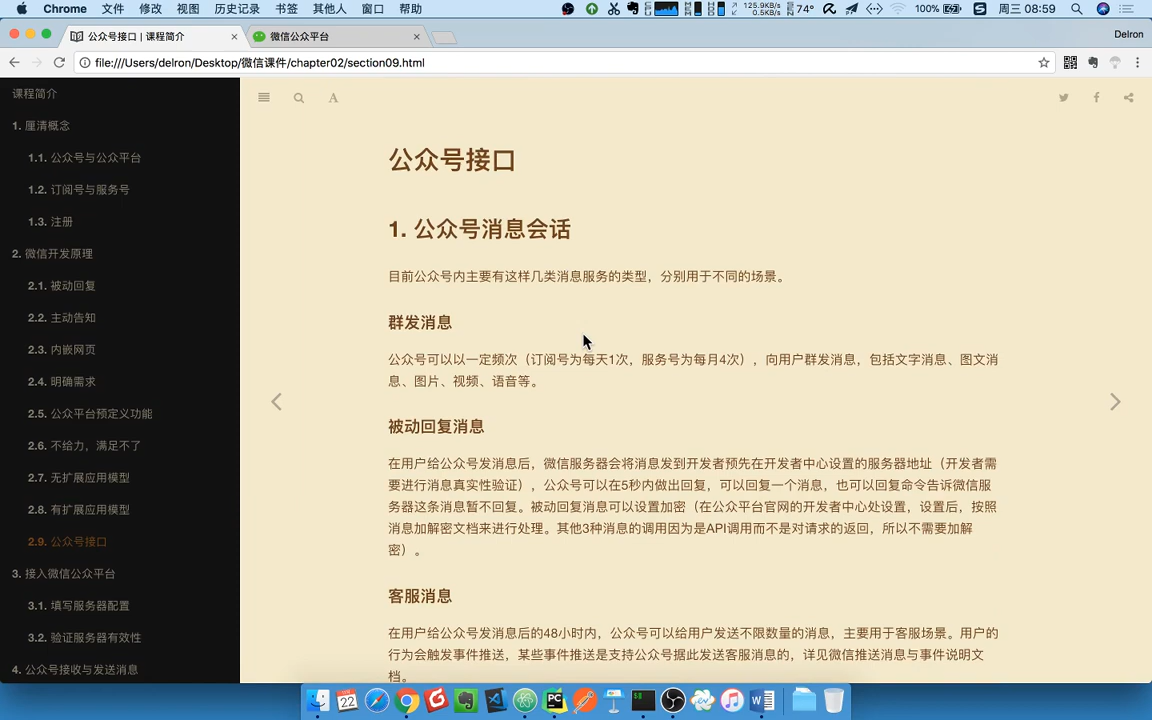 Chrome 文件 修改 视图 历史记录 书签 其他人 窗口 帮助 125.9KB/s 0.5KB/s 74° 100% 周三 08:59
公众号接口 | 课程简介 微信公众平台 Delron
file:///Users/delron/Desktop/微信课件/chapter02/section09.html
课程简介
1. 厘清概念
1.1. 公众号与公众平台
1.2. 订阅号与服务号
1.3. 注册
2. 微信开发原理
2.1. 被动回复
2.2. 主动告知
2.3. 内嵌网页
2.4. 明确需求
2.5. 公众平台预定义功能
2.6. 不给力，满足不了
2.7. 无扩展应用模型
2.8. 有扩展应用模型
2.9. 公众号接口
3. 接入微信公众平台
3.1. 填写服务器配置
3.2. 验证服务器有效性
4. 公众号接收与发送消息
A
公众号接口
1. 公众号消息会话
目前公众号内主要有这样几类消息服务的类型，分别用于不同的场景。
群发消息
公众号可以以一定频次（订阅号为每天1次，服务号为每月4次），向用户群发消息，包括文字消息、图文消
息、图片、视频、语音等。
被动回复消息
在用户给公众号发消息后，微信服务器会将消息发到开发者预先在开发者中心设置的服务器地址（开发者需
要进行消息真实性验证），公众号可以在5秒内做出回复，可以回复一个消息，也可以回复命令告诉微信服
务器这条消息暂不回复。被动回复消息可以设置加密（在公众平台官网的开发者中心处设置，设置后，按照
消息加解密文档来进行处理。其他3种消息的调用因为是API调用而不是对请求的返回，所以不需要加解
密）。
客服消息
在用户给公众号发消息后的48小时内，公众号可以给用户发送不限数量的消息，主要用于客服场景。用户的
行为会触发事件推送，某些事件推送是支持公众号据此发送客服消息的，详见微信推送消息与事件说明文
档。
22
PC